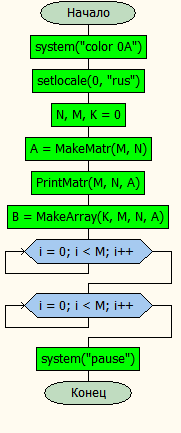 Начало
system("color 0A")
setlocale(0, "rus")
N, M, K = 0
A = MakeMatr(M, N)
PrintMatr(M, N, A)
B = MakeArray(K, M, N, A)
i = 0; i < M; i++
i = 0; i < M; i++
system("pause")
Конец